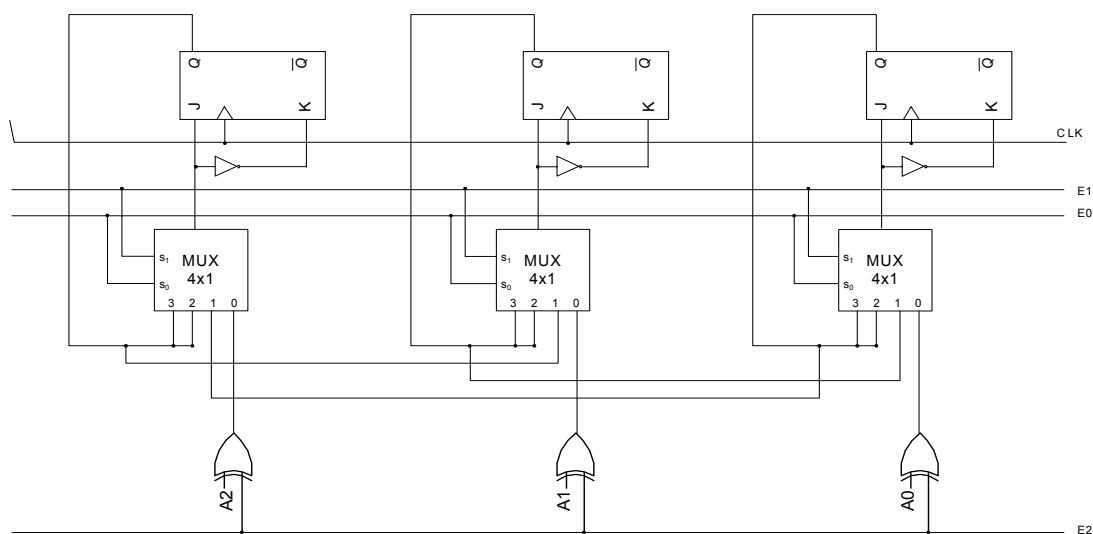 Q Q Q Q Q Q
J K J K J K
CLK
E1
E0
s1 MUX s1 MUX s1 MUX
s0 4x1 s0 4x1 s0 4x1
3 2 1 0 3 2 1 0 3 2 1 0
A2 A1 A0
E2